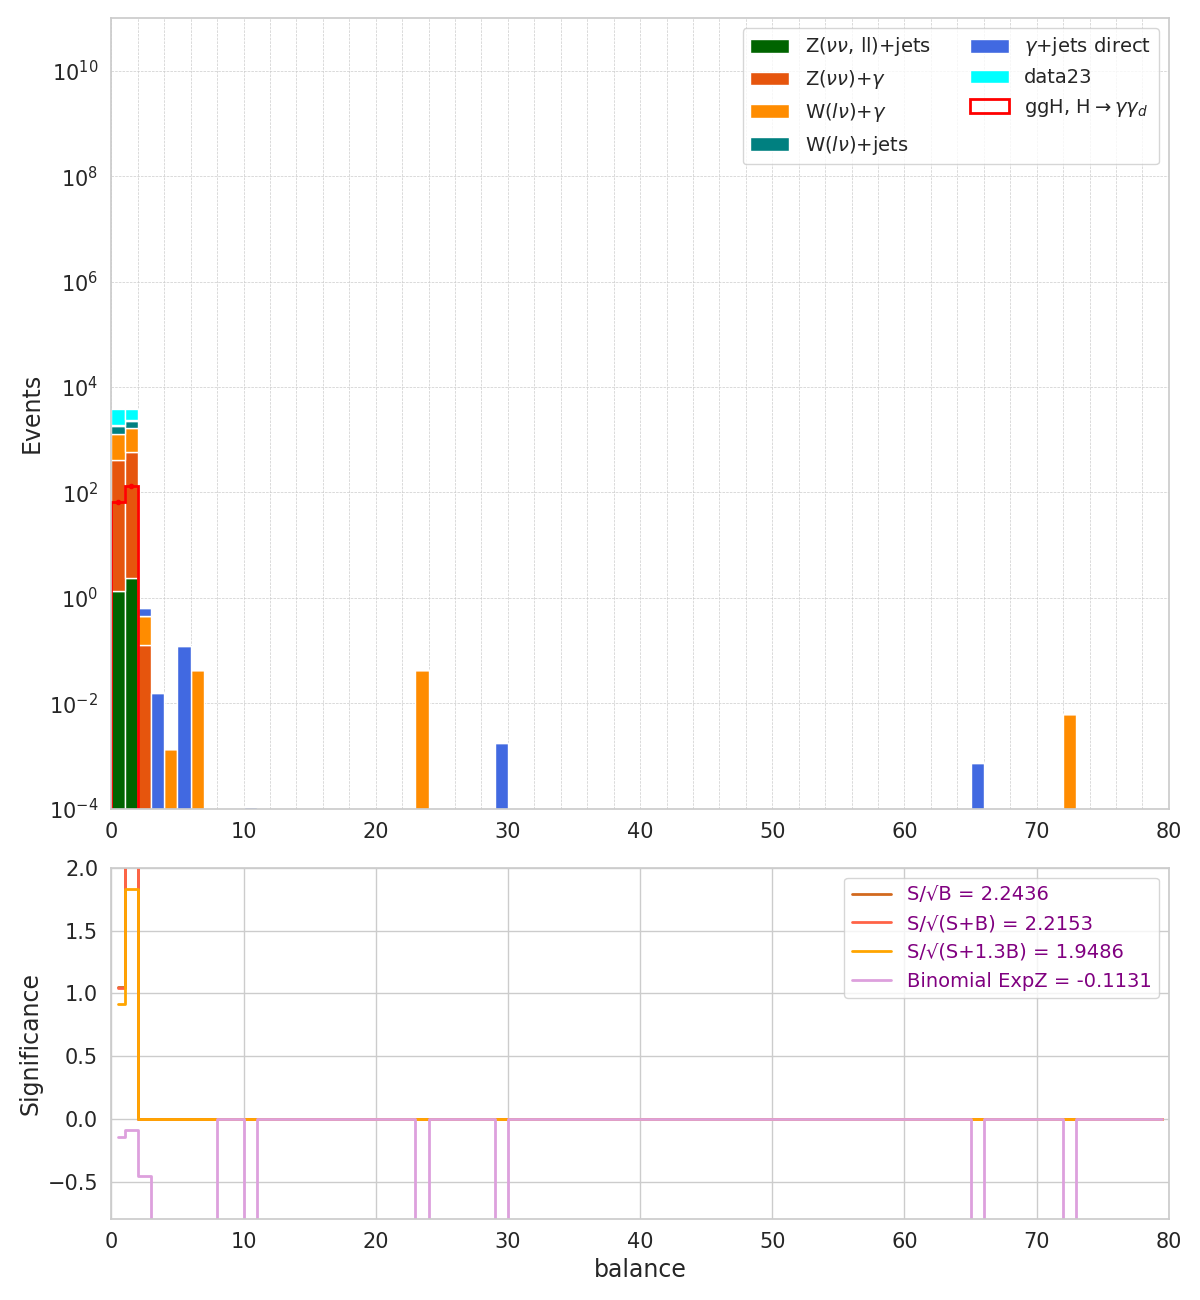 Z(νν, ll)+jets
Z(νν)+γ
W(lν)+γ
W(lν)+jets
γ+jets direct
data23
ggH, H→γγ_d
10^10
10^8
10^6
10^4
10^2
10^0
10^−2
10^−4
Events
0 10 20 30 40 50 60 70 80
S/√B = 2.2436
S/√(S+B) = 2.2153
S/√(S+1.3B) = 1.9486
Binomial ExpZ = -0.1131
2.0
1.5
1.0
0.5
0.0
−0.5
Significance
0 10 20 30 40 50 60 70 80
balance